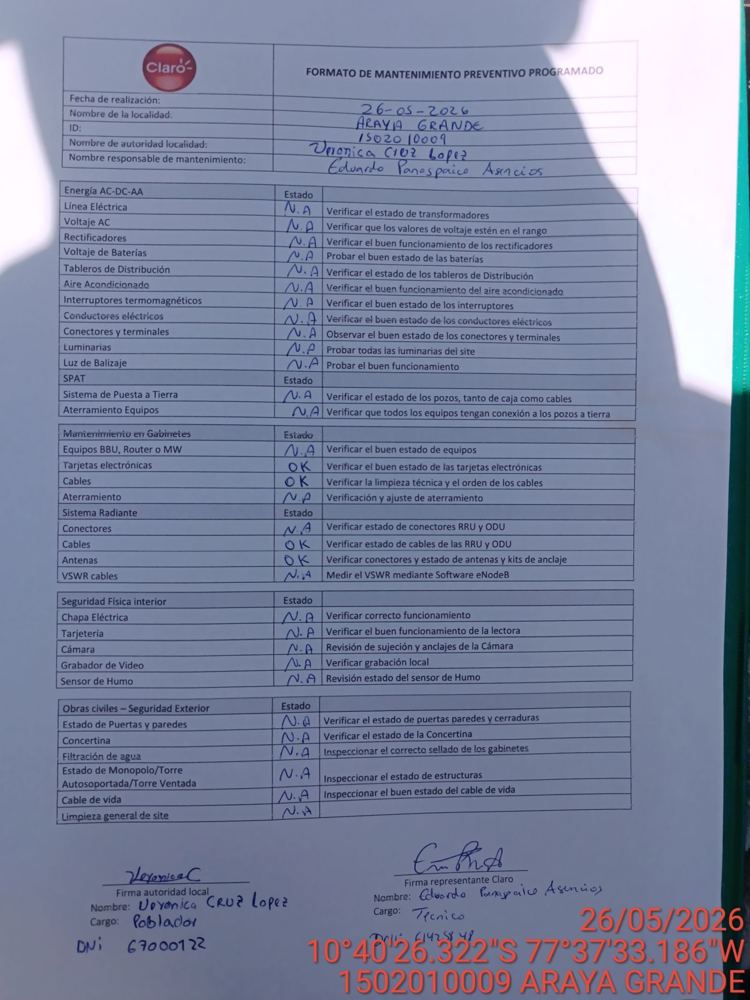 Claro
FORMATO DE MANTENIMIENTO PREVENTIVO PROGRAMADO
Fecha de realización: 26-05-2026
Nombre de la localidad: ARAYA GRANDE
ID: 1502010009
Nombre de autoridad localidad: Veronica Cruz Lopez
Nombre responsable de mantenimiento: Eduardo Panaspaico Asencios
Energía AC-DC-AA Estado
Línea Eléctrica N.A Verificar el estado de transformadores
Voltaje AC N.A Verificar que los valores de voltaje estén en el rango
Rectificadores N.A Verificar el buen funcionamiento de los rectificadores
Voltaje de Baterías N.A Probar el buen estado de las baterías
Tableros de Distribución N.A Verificar el estado de los tableros de Distribución
Aire Acondicionado N.A Verificar el buen funcionamiento del aire acondicionado
Interruptores termomagnéticos N.A Verificar el buen estado de los interruptores
Conductores eléctricos N.A Verificar el buen estado de los conductores eléctricos
Conectores y terminales N.A Observar el buen estado de los conectores y terminales
Luminarias N.A Probar todas las luminarias del site
Luz de Balizaje N.A Probar el buen funcionamiento
SPAT Estado
Sistema de Puesta a Tierra N.A Verificar el estado de los pozos, tanto de caja como cables
Aterramiento Equipos N.A Verificar que todos los equipos tengan conexión a los pozos a tierra
Mantenimiento en Gabinetes Estado
Equipos BBU, Router o MW N.A Verificar el buen estado de equipos
Tarjetas electrónicas OK Verificar el buen estado de las tarjetas electrónicas
Cables OK Verificar la limpieza técnica y el orden de los cables
Aterramiento N.A Verificación y ajuste de aterramiento
Sistema Radiante Estado
Conectores N.A Verificar estado de conectores RRU y ODU
Cables OK Verificar estado de cables de las RRU y ODU
Antenas OK Verificar conectores y estado de antenas y kits de anclaje
VSWR cables N.A Medir el VSWR mediante Software eNodeB
Seguridad Física interior Estado
Chapa Eléctrica N.A Verificar correcto funcionamiento
Tarjetería N.A Verificar el buen funcionamiento de la lectora
Cámara N.A Revisión de sujeción y anclajes de la Cámara
Grabador de Video N.A Verificar grabación local
Sensor de Humo N.A Revisión estado del sensor de Humo
Obras civiles – Seguridad Exterior Estado
Estado de Puertas y paredes N.A Verificar el estado de puertas paredes y cerraduras
Concertina N.A Verificar el estado de la Concertina
Filtración de agua N.A Inspeccionar el correcto sellado de los gabinetes
Estado de Monopolo/Torre
Autosoportada/Torre Ventada N.A Inspeccionar el estado de estructuras
Cable de vida N.A Inspeccionar el buen estado del cable de vida
Limpieza general de site N.A
Veronica C
Firma autoridad local
Nombre: Veronica CRUZ Lopez
Cargo: Poblador
DNi 67000122
Firma representante Claro
Nombre: Eduardo Panaspaico Asencios
Cargo: Tecnico
DNi:
26/05/2026
10°40'26.322"S 77°37'33.186"W
1502010009 ARAYA GRANDE